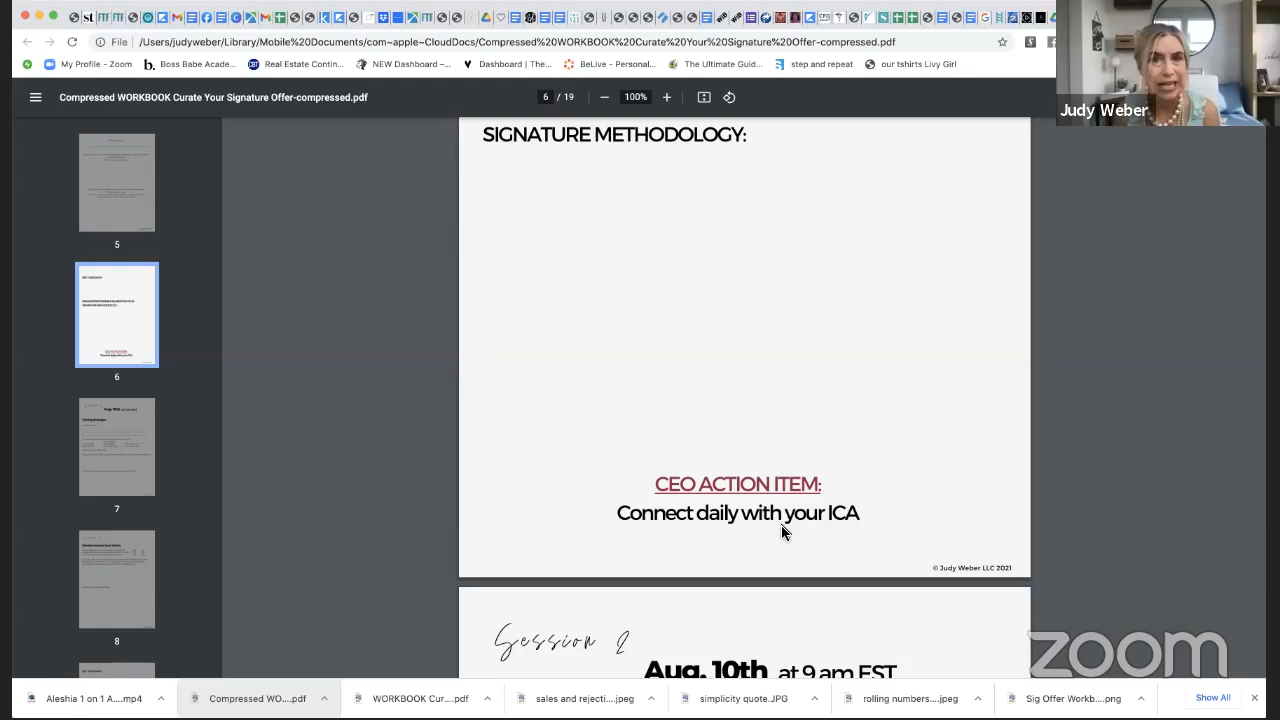 File /Users/judyweber/Library/Mobile%20Documents/com~apple~CloudDocs/Compressed%20WORKBOOK%20Curate%20Your%20Signature%20Offer-compressed.pdf
My Profile - Zoom b. Boss Babe Acade... Real Estate Comm... NEW Dashboard –... Dashboard | The... BeLive - Personal... The Ultimate Guid... step and repeat our tshirts Livy Girl
Judy Weber
Compressed WORKBOOK Curate Your Signature Offer-compressed.pdf 6 / 19 100%
5
6
7
8
SIGNATURE METHODOLOGY:
CEO ACTION ITEM:
Connect daily with your ICA
© Judy Weber LLC 2021
Session 2
Aug. 10th at 9 am EST
zoom
Aleshia 1 on 1 A....mp4 Compressed WO....pdf WORKBOOK Cur....pdf sales and rejecti....jpeg simplicity quote.JPG rolling numbers....jpeg Sig Offer Workb....png Show All